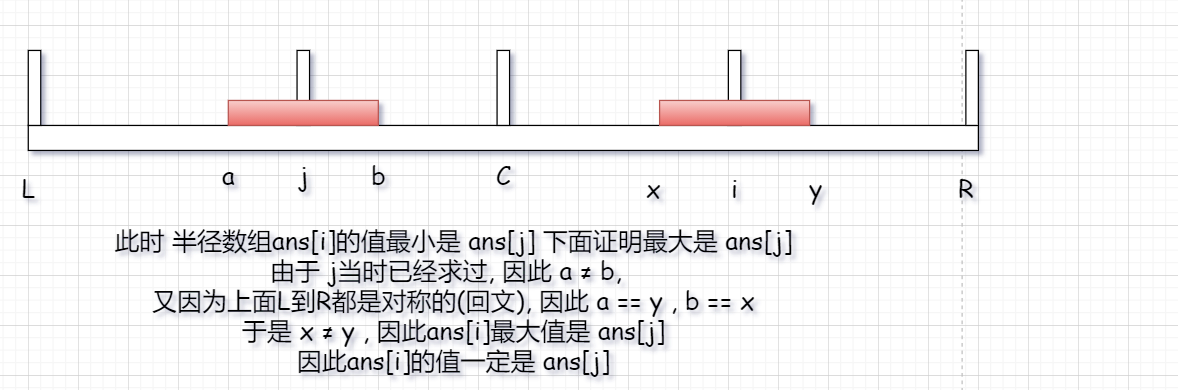 L a j b C x i y R
此时 半径数组ans[i]的值最小是 ans[j] 下面证明最大是 ans[j]
由于 j当时已经求过, 因此 a ≠ b,
又因为上面L到R都是对称的(回文), 因此 a == y , b == x
于是 x ≠ y , 因此ans[i]最大值是 ans[j]
因此ans[i]的值一定是 ans[j]